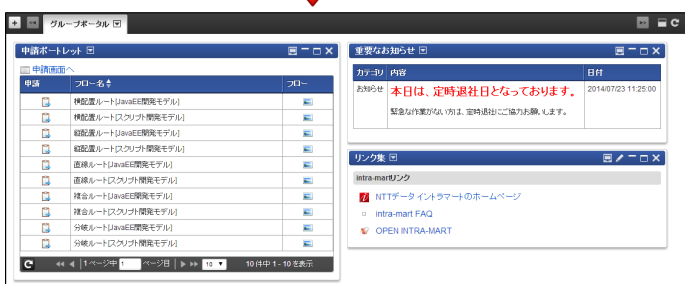 グループポータル
申請ポートレット
申請画面へ
申請 フロー名 フロー
横配置ルート[JavaEE開発モデル]
横配置ルート[スクリプト開発モデル]
縦配置ルート[JavaEE開発モデル]
縦配置ルート[スクリプト開発モデル]
直線ルート[JavaEE開発モデル]
直線ルート[スクリプト開発モデル]
複合ルート[JavaEE開発モデル]
複合ルート[スクリプト開発モデル]
分岐ルート[JavaEE開発モデル]
分岐ルート[スクリプト開発モデル]
1 ページ中 1 ページ目 10 10 件中 1 - 10 を表示
重要なお知らせ
カテゴリ 内容 日付
お知らせ 本日は、定時退社日となっております。 2014/07/23 11:25:00
緊急な作業がない方は、定時退社にご協力お願いします。
リンク集
intra-martリンク
NTTデータ イントラマートのホームページ
intra-mart FAQ
OPEN INTRA-MART